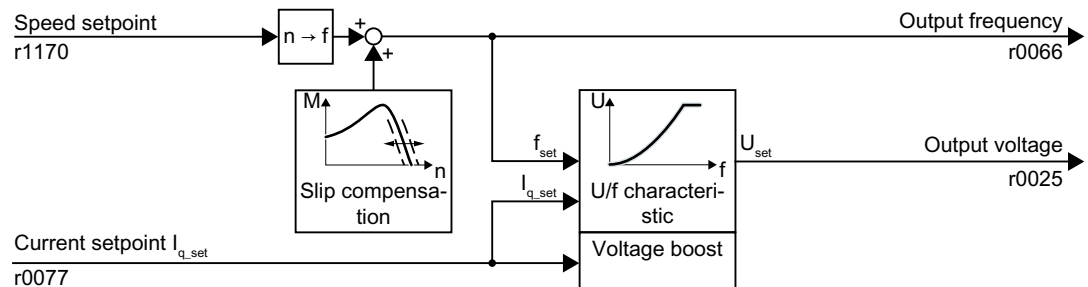 Speed setpoint
r1170
n → f
+
+
Output frequency
r0066
M
n
Slip compensa-
tion
U
f
U/f characteri-
stic
f_set
I_q_set
U_set
Output voltage
r0025
Current setpoint I_q_set
r0077
Voltage boost